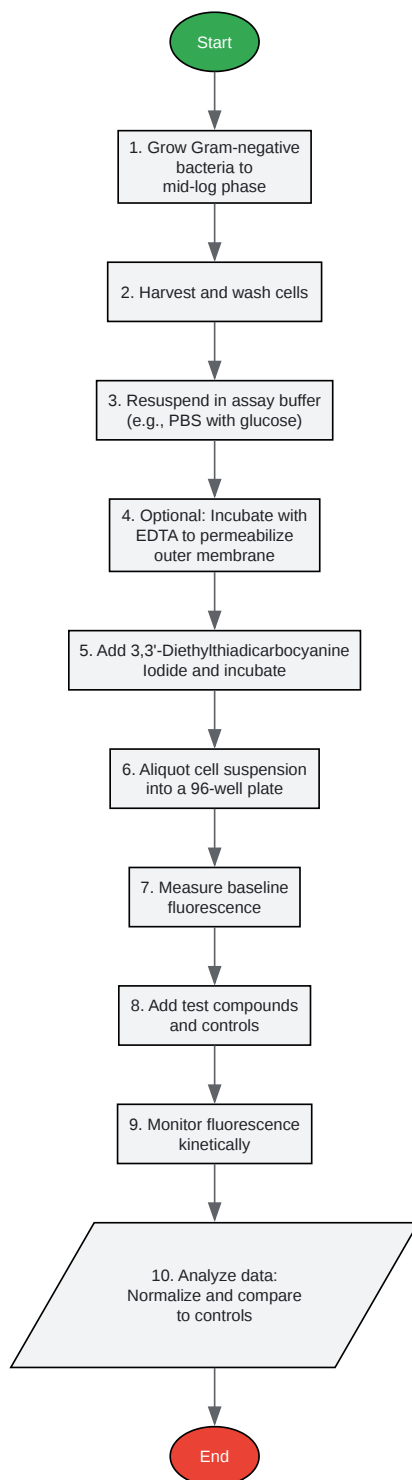 Start
1. Grow Gram-negative
bacteria to
mid-log phase
2. Harvest and wash cells
3. Resuspend in assay buffer
(e.g., PBS with glucose)
4. Optional: Incubate with
EDTA to permeabilize
outer membrane
5. Add 3,3'-Diethylthiadicarbocyanine
Iodide and incubate
6. Aliquot cell suspension
into a 96-well plate
7. Measure baseline
fluorescence
8. Add test compounds
and controls
9. Monitor fluorescence
kinetically
10. Analyze data:
Normalize and compare
to controls
End